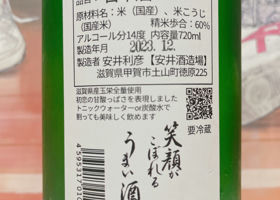 原材料名：米（国産）、米こうじ
（国産米）　精米歩合：60%
アルコール分14度　内容量720ml
製造年月　2023.12.
製造者：安井利彦【安井酒造場】
滋賀県甲賀市土山町徳原225
滋賀県産玉栄全量使用
初恋の甘酸っぱさを表現しました
トニックウォーターor炭酸水で
割っても美味しく飲めます
要冷蔵
笑顔が
こぼれる
うまい酒